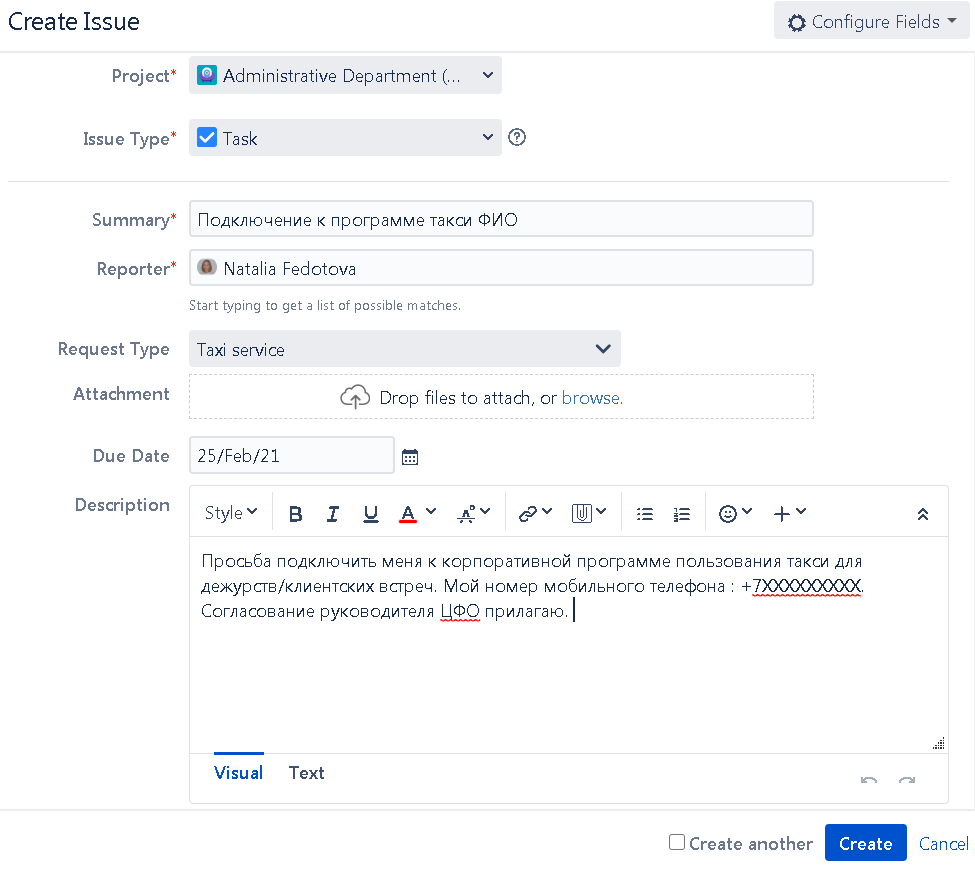 Create Issue
Configure Fields
Project* Administrative Department (...
Issue Type* Task
Summary* Подключение к программе такси ФИО
Reporter* Natalia Fedotova
Start typing to get a list of possible matches.
Request Type Taxi service
Attachment Drop files to attach, or browse.
Due Date 25/Feb/21
Description Style B I U A
Просьба подключить меня к корпоративной программе пользования такси для
дежурств/клиентских встреч. Мой номер мобильного телефона : +7XXXXXXXXXX.
Согласование руководителя ЦФО прилагаю.
Visual Text
Create another Create Cancel